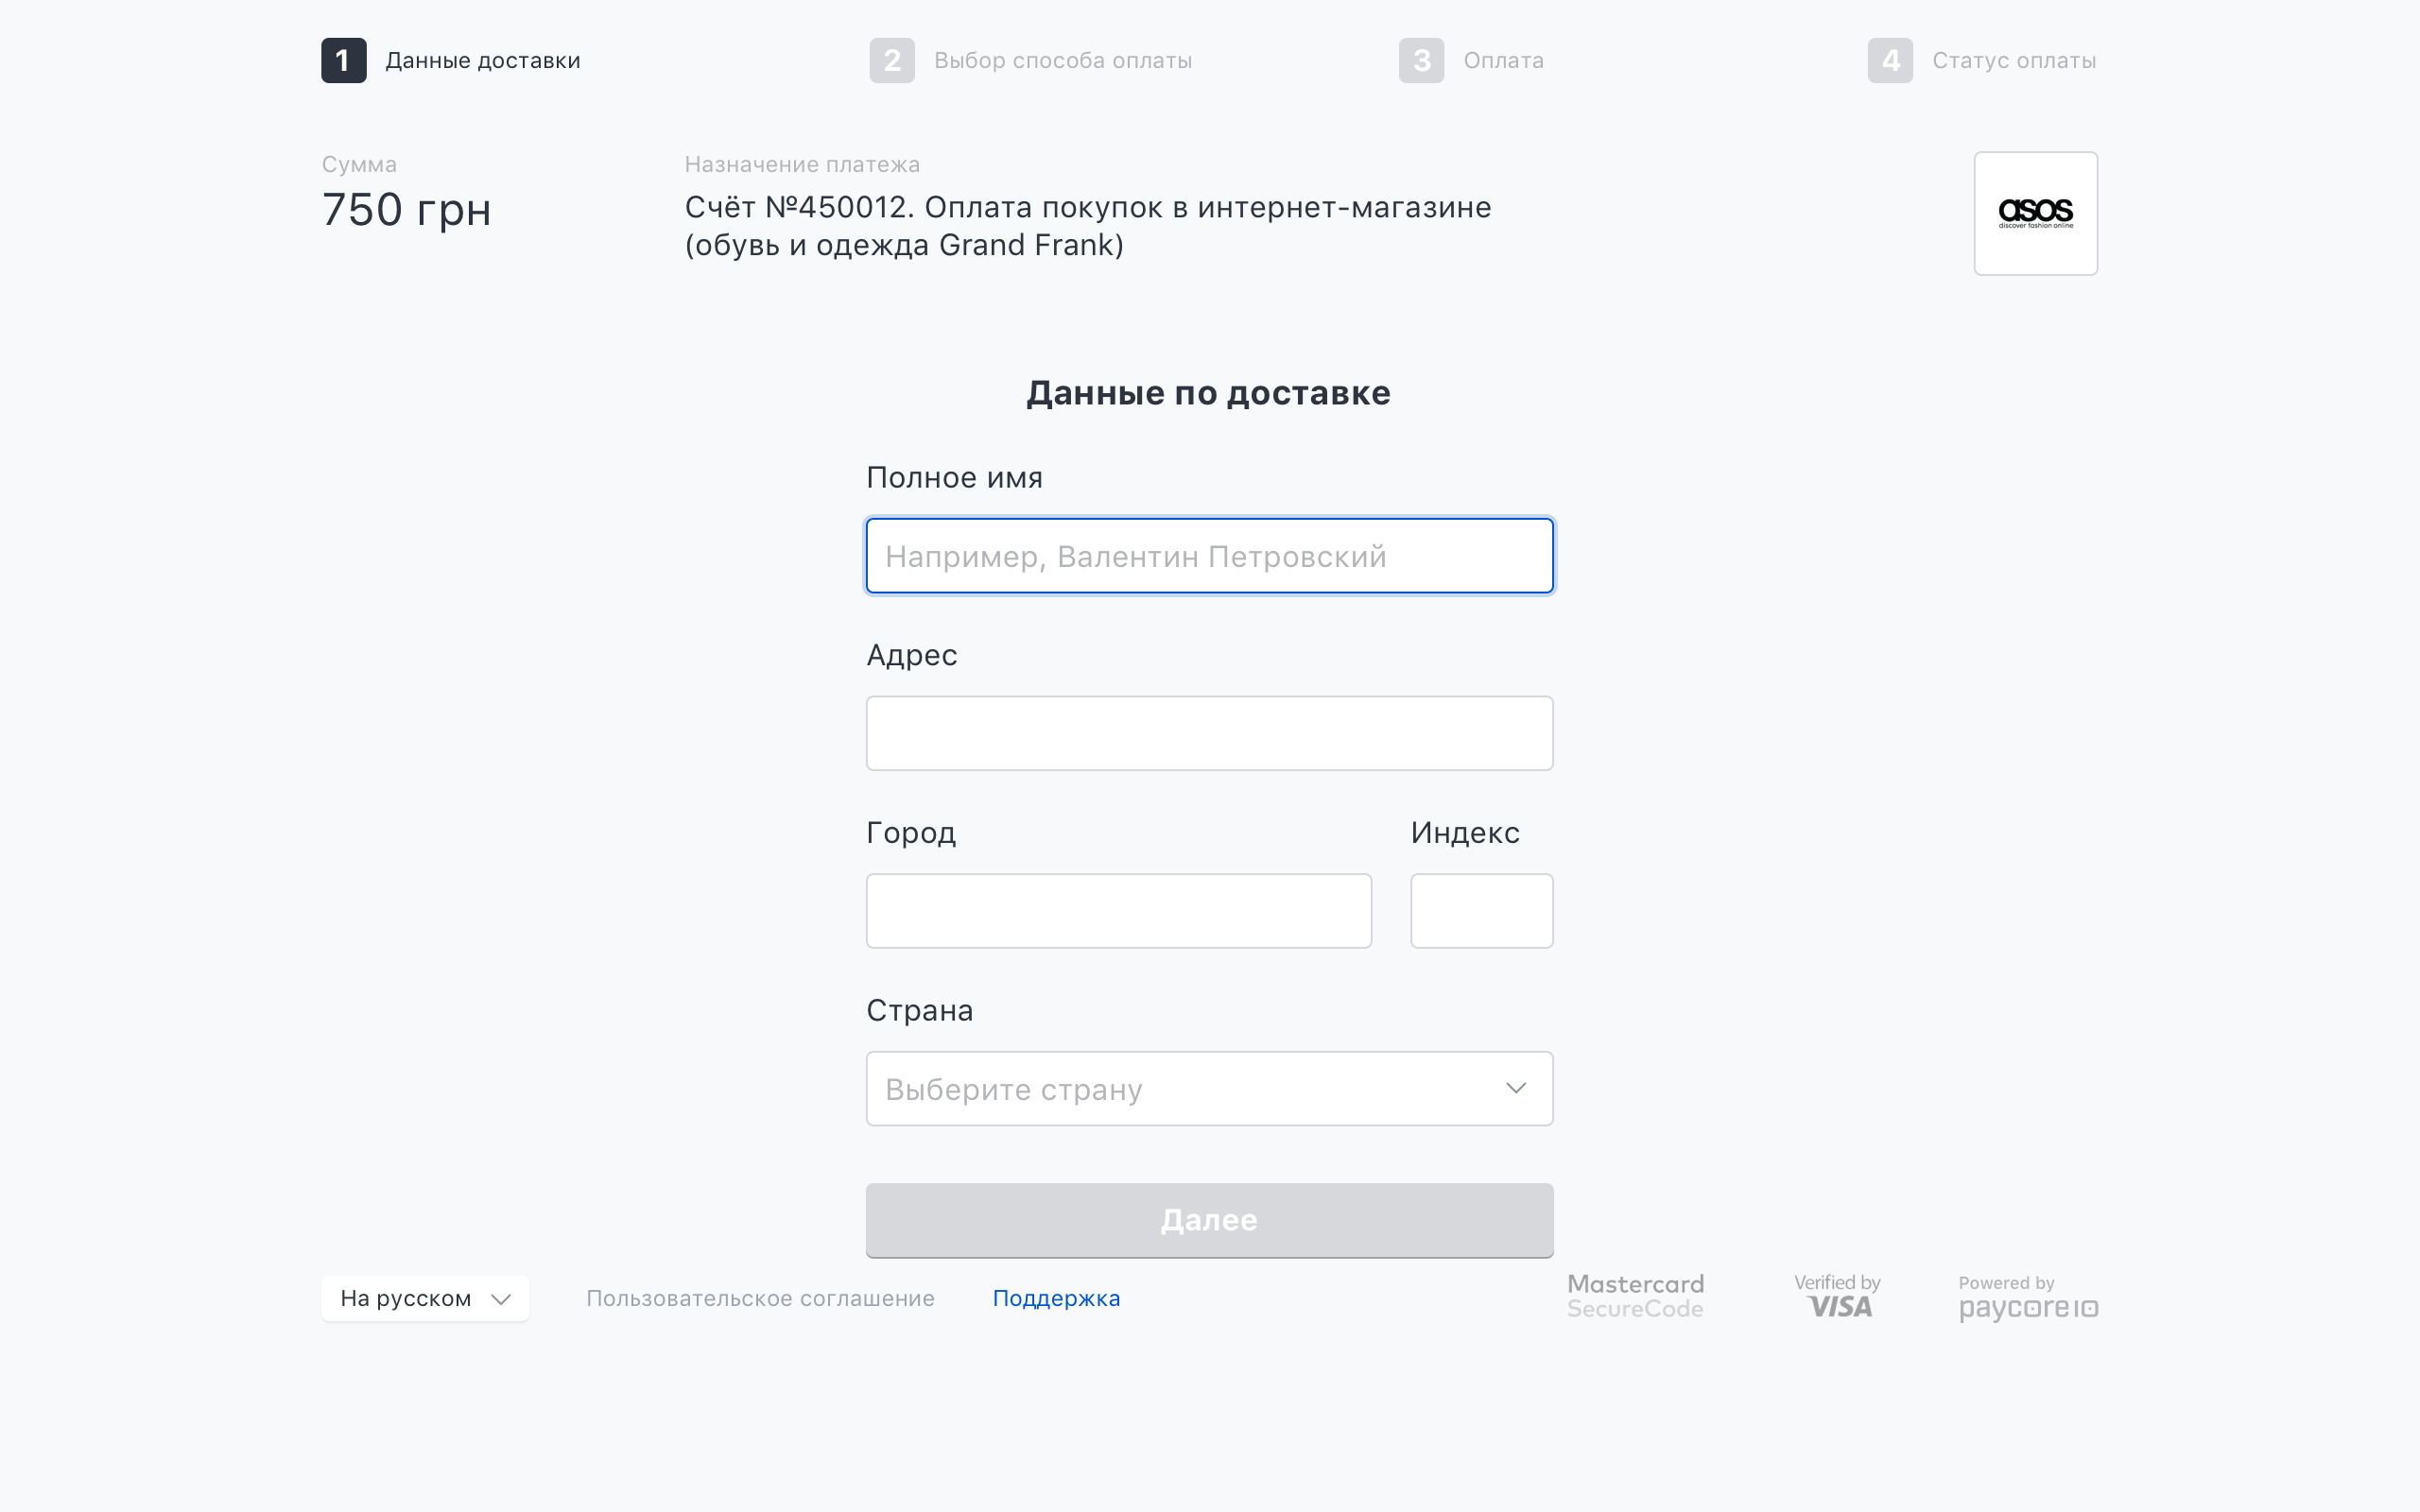 1 Данные доставки
2 Выбор способа оплаты
3 Оплата
4 Статус оплаты
Сумма
750 грн
Назначение платежа
Счёт №450012. Оплата покупок в интернет-магазине
(обувь и одежда Grand Frank)
asos
discover fashion online
Данные по доставке
Полное имя
Например, Валентин Петровский
Адрес
Город
Индекс
Страна
Выберите страну
Далее
На русском
Пользовательское соглашение
Поддержка
Mastercard
SecureCode
Verified by
VISA
Powered by
paycore io